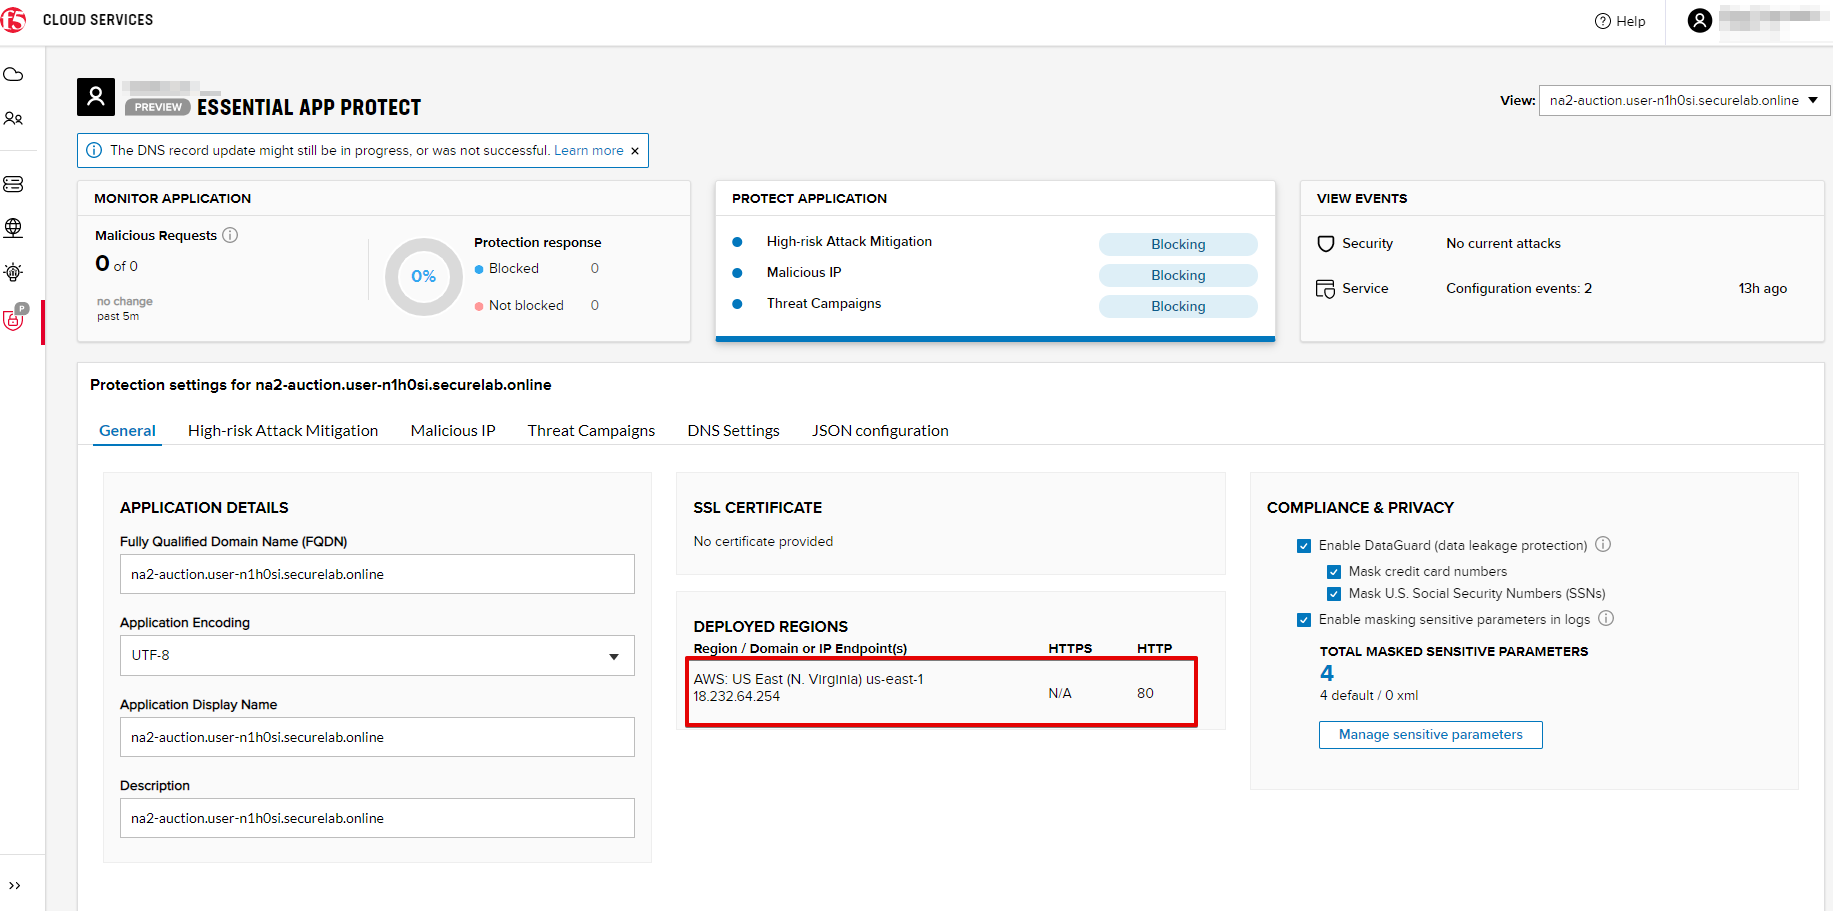 f5 CLOUD SERVICES
? Help
PREVIEW ESSENTIAL APP PROTECT
View: na2-auction.user-n1h0si.securelab.online
The DNS record update might still be in progress, or was not successful. Learn more ×
MONITOR APPLICATION
Malicious Requests
0 of 0
no change
past 5m
0%
Protection response
Blocked 0
Not blocked 0
PROTECT APPLICATION
High-risk Attack Mitigation Blocking
Malicious IP Blocking
Threat Campaigns Blocking
VIEW EVENTS
Security No current attacks
Service Configuration events: 2 13h ago
P
Protection settings for na2-auction.user-n1h0si.securelab.online
General High-risk Attack Mitigation Malicious IP Threat Campaigns DNS Settings JSON configuration
APPLICATION DETAILS
Fully Qualified Domain Name (FQDN)
na2-auction.user-n1h0si.securelab.online
Application Encoding
UTF-8
Application Display Name
na2-auction.user-n1h0si.securelab.online
Description
na2-auction.user-n1h0si.securelab.online
SSL CERTIFICATE
No certificate provided
DEPLOYED REGIONS
Region / Domain or IP Endpoint(s) HTTPS HTTP
AWS: US East (N. Virginia) us-east-1
18.232.64.254 N/A 80
COMPLIANCE & PRIVACY
Enable DataGuard (data leakage protection)
Mask credit card numbers
Mask U.S. Social Security Numbers (SSNs)
Enable masking sensitive parameters in logs
TOTAL MASKED SENSITIVE PARAMETERS
4
4 default / 0 xml
Manage sensitive parameters